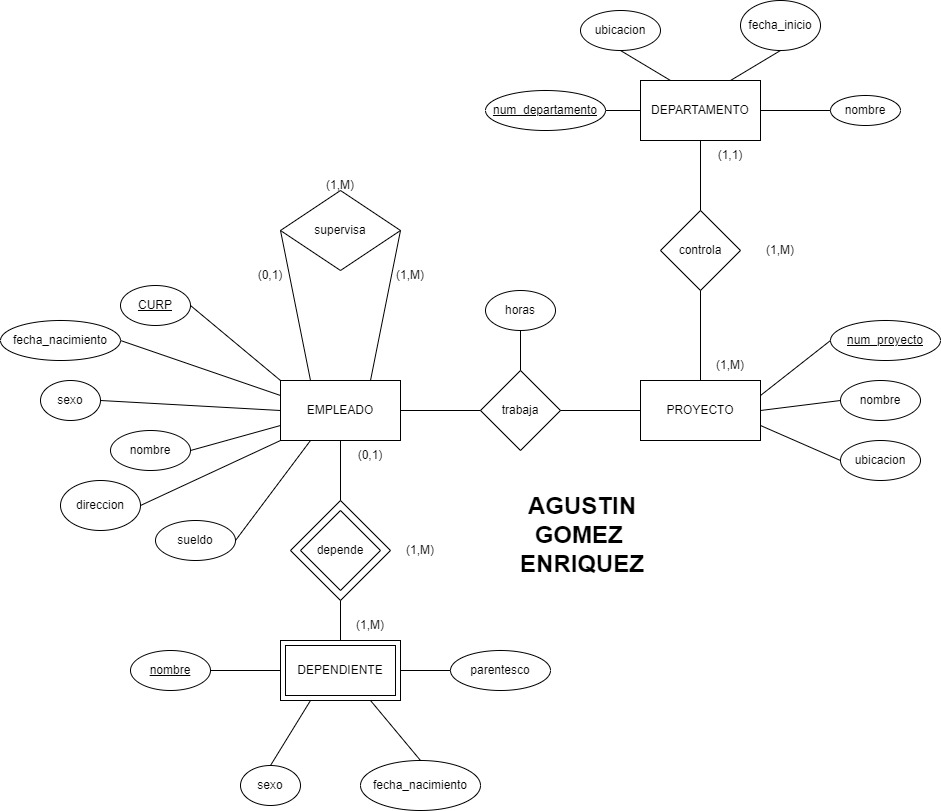 fecha_inicio
ubicacion
num_departamento
DEPARTAMENTO
nombre
(1,1)
(1,M)
supervisa
controla
(1,M)
(0,1)
(1,M)
CURP
horas
fecha_nacimiento
num_proyecto
(1,M)
sexo
EMPLEADO
trabaja
PROYECTO
nombre
nombre
(0,1)
ubicacion
direccion
AGUSTIN
GOMEZ
ENRIQUEZ
sueldo
depende
(1,M)
(1,M)
nombre
DEPENDIENTE
parentesco
sexo
fecha_nacimiento